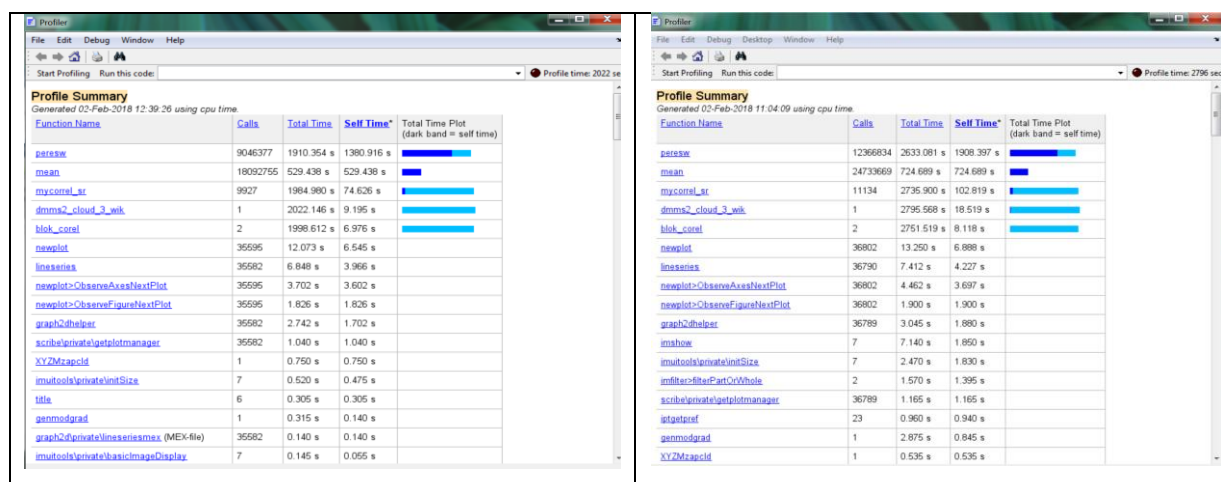 Profiler
File Edit Debug Window Help
Start Profiling Run this code: Profile time: 2022 se
Profile Summary
Generated 02-Feb-2018 12:39:26 using cpu time.
Function Name Calls Total Time Self Time* Total Time Plot
(dark band = self time)
peresw 9046377 1910.354 s 1380.916 s
mean 18092755 529.438 s 529.438 s
mycorrel_sr 9927 1984.980 s 74.626 s
dmms2_cloud_3_wik 1 2022.146 s 9.195 s
blok_corel 2 1998.612 s 6.976 s
newplot 35595 12.073 s 6.545 s
lineseries 35582 6.848 s 3.966 s
newplot>ObserveAxesNextPlot 35595 3.702 s 3.602 s
newplot>ObserveFigureNextPlot 35595 1.826 s 1.826 s
graph2dhelper 35582 2.742 s 1.702 s
scribe\private\getplotmanager 35582 1.040 s 1.040 s
XYZMzapcId 1 0.750 s 0.750 s
imuitools\private\initSize 7 0.520 s 0.475 s
title 6 0.305 s 0.305 s
genmodgrad 1 0.315 s 0.140 s
graph2d\private\lineseriesmex (MEX-file) 35582 0.140 s 0.140 s
imuitools\private\basicImageDisplay 7 0.145 s 0.055 s
Profiler
File Edit Debug Desktop Window Help
Start Profiling Run this code: Profile time: 2796 sec
Profile Summary
Generated 02-Feb-2018 11:04:09 using cpu time.
Function Name Calls Total Time Self Time* Total Time Plot
(dark band = self time)
peresw 12366834 2633.081 s 1908.397 s
mean 24733669 724.689 s 724.689 s
mycorrel_sr 11134 2735.900 s 102.819 s
dmms2_cloud_3_wik 1 2795.568 s 18.519 s
blok_corel 2 2751.519 s 8.118 s
newplot 36802 13.250 s 6.888 s
lineseries 36790 7.412 s 4.227 s
newplot>ObserveAxesNextPlot 36802 4.462 s 3.697 s
newplot>ObserveFigureNextPlot 36802 1.900 s 1.900 s
graph2dhelper 36789 3.045 s 1.880 s
imshow 7 7.140 s 1.850 s
imuitools\private\initSize 7 2.470 s 1.830 s
imfilter>filterPartOrWhole 2 1.570 s 1.395 s
scribe\private\getplotmanager 36789 1.165 s 1.165 s
iptgetpref 23 0.960 s 0.940 s
genmodgrad 1 2.875 s 0.845 s
XYZMzapcId 1 0.535 s 0.535 s